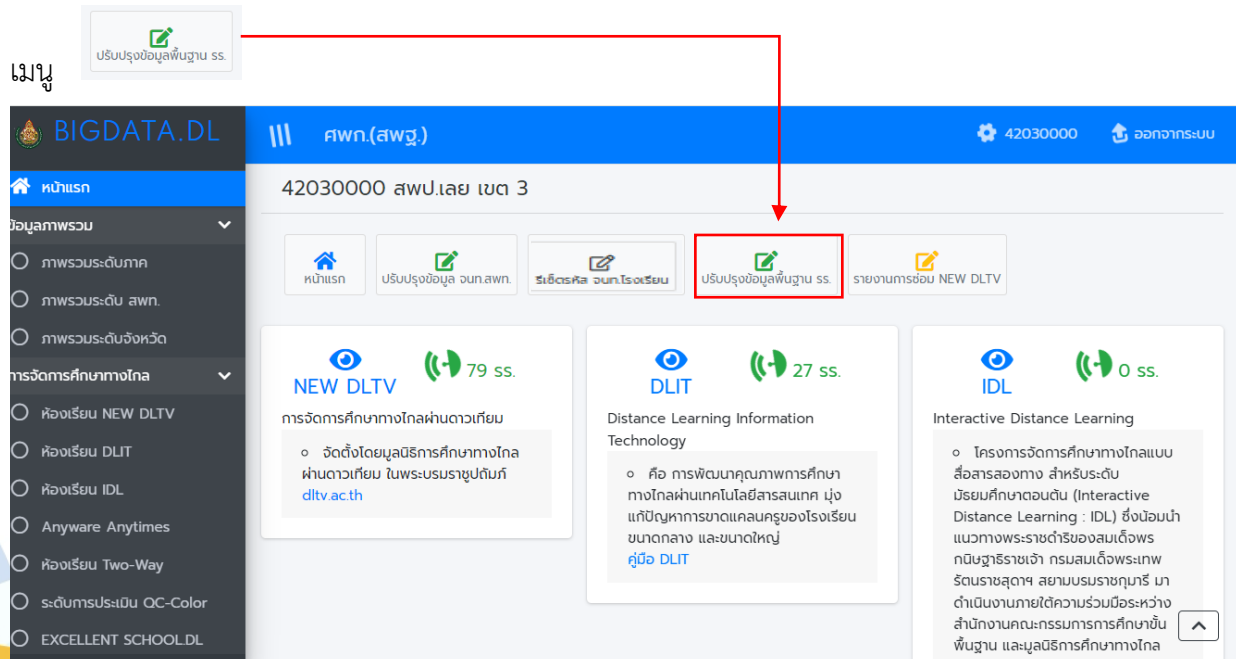 ปรับปรุงข้อมูลพื้นฐาน รร.
เมนู
BIGDATA.DL
ศพก.(สพฐ.)
42030000
ออกจากระบบ
หน้าแรก
ข้อมูลภาพรวม
ภาพรวมระดับภาค
ภาพรวมระดับ สพท.
ภาพรวมระดับจังหวัด
การจัดการศึกษาทางไกล
ห้องเรียน NEW DLTV
ห้องเรียน DLIT
ห้องเรียน IDL
Anyware Anytimes
ห้องเรียน Two-Way
ระดับการประเมิน QC-Color
EXCELLENT SCHOOL.DL
42030000 สพป.เลย เขต 3
หน้าแรก
ปรับปรุงข้อมูล จนท.สพท.
รีเซ็ตรหัส จนท.โรงเรียน
ปรับปรุงข้อมูลพื้นฐาน รร.
รายงานการซ่อม NEW DLTV
NEW DLTV
79 รร.
การจัดการศึกษาทางไกลผ่านดาวเทียม
จัดตั้งโดยมูลนิธิการศึกษาทางไกล
ผ่านดาวเทียม ในพระบรมราชูปถัมภ์
dltv.ac.th
DLIT
27 รร.
Distance Learning Information
Technology
คือ การพัฒนาคุณภาพการศึกษา
ทางไกลผ่านเทคโนโลยีสารสนเทศ มุ่ง
แก้ปัญหาการขาดแคลนครูของโรงเรียน
ขนาดกลาง และขนาดใหญ่
คู่มือ DLIT
IDL
0 รร.
Interactive Distance Learning
โครงการจัดการศึกษาทางไกลแบบ
สื่อสารสองทาง สำหรับระดับ
มัธยมศึกษาตอนต้น (Interactive
Distance Learning : IDL) ซึ่งน้อมนำ
แนวทางพระราชดำริของสมเด็จพระ
กนิษฐาธิราชเจ้า กรมสมเด็จพระเทพ
รัตนราชสุดาฯ สยามบรมราชกุมารี มา
ดำเนินงานภายใต้ความร่วมมือระหว่าง
สำนักงานคณะกรรมการการศึกษาขั้น
พื้นฐาน และมูลนิธิการศึกษาทางไกล